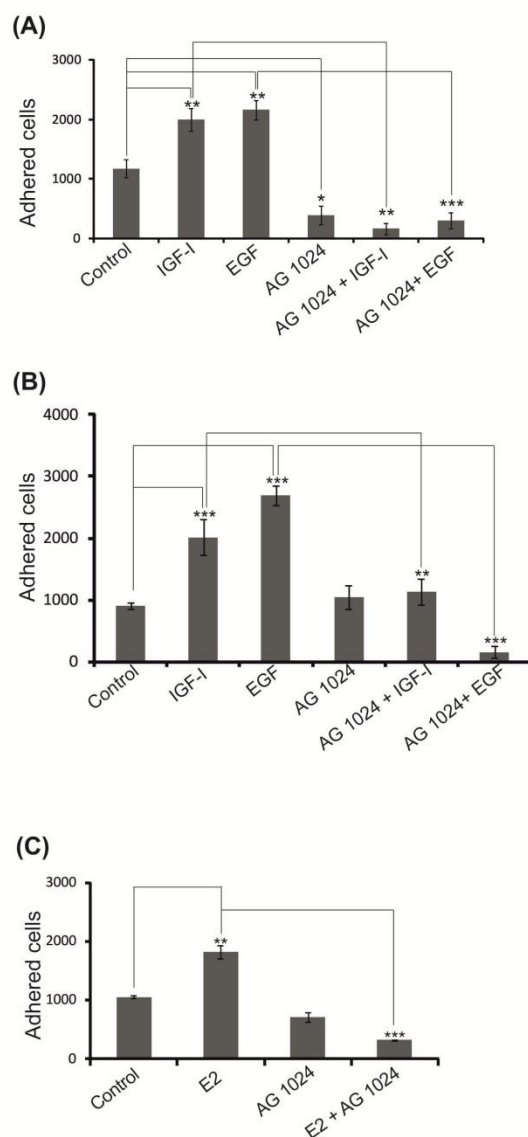 (A)
Adhered cells
3000
2000
1000
0
**
**
*
**
***
Control
IGF-I
EGF
AG 1024
AG 1024 + IGF-I
AG 1024+ EGF
(B)
Adhered cells
4000
3000
2000
1000
0
***
***
**
***
Control
IGF-I
EGF
AG 1024
AG 1024 + IGF-I
AG 1024+ EGF
(C)
Adhered cells
3000
2000
1000
0
**
***
Control
E2
AG 1024
E2 + AG 1024